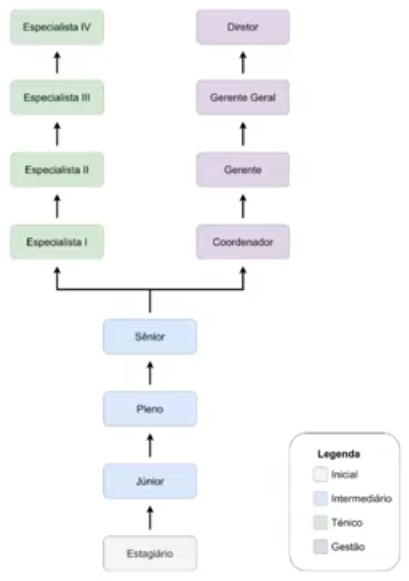 Especialista IV
Diretor
Especialista III
Gerente Geral
Especialista II
Gerente
Especialista I
Coordenador
Sênior
Pleno
Júnior
Estagiário
Legenda
Inicial
Intermediário
Ténico
Gestão